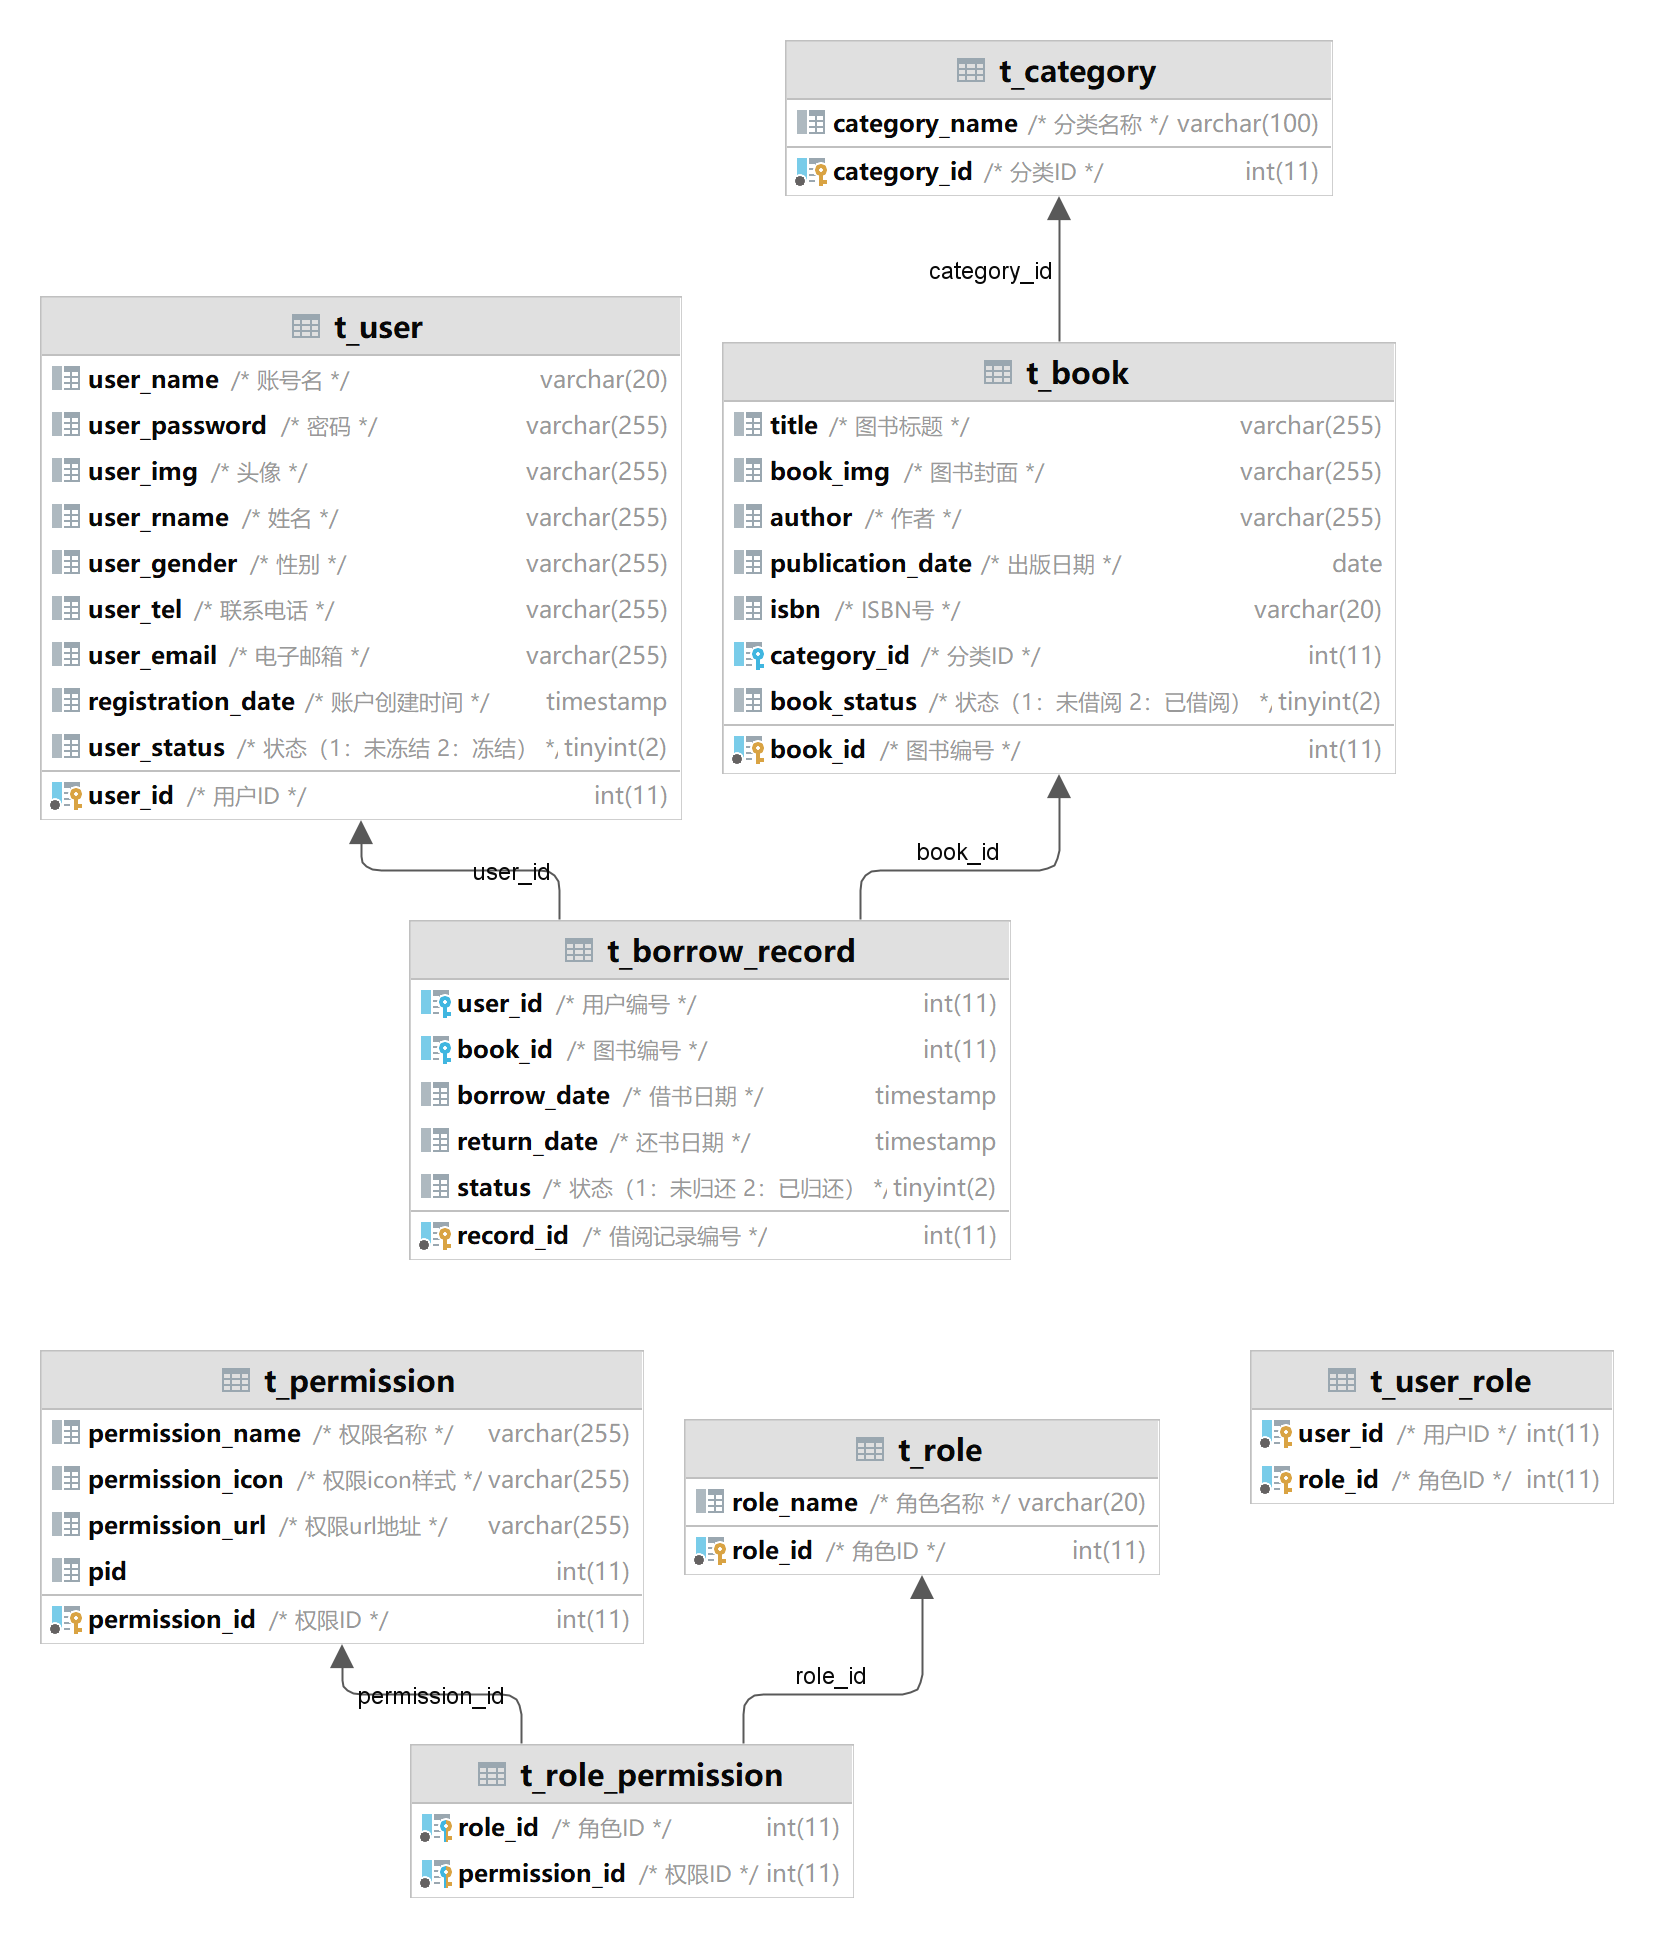 t_category
category_name /* 分类名称 */ varchar(100)
category_id /* 分类ID */ int(11)
category_id
t_user
user_name /* 账号名 */ varchar(20)
user_password /* 密码 */ varchar(255)
user_img /* 头像 */ varchar(255)
user_rname /* 姓名 */ varchar(255)
user_gender /* 性别 */ varchar(255)
user_tel /* 联系电话 */ varchar(255)
user_email /* 电子邮箱 */ varchar(255)
registration_date /* 账户创建时间 */ timestamp
user_status /* 状态（1：未冻结 2：冻结） */ tinyint(2)
user_id /* 用户ID */ int(11)
t_book
title /* 图书标题 */ varchar(255)
book_img /* 图书封面 */ varchar(255)
author /* 作者 */ varchar(255)
publication_date /* 出版日期 */ date
isbn /* ISBN号 */ varchar(20)
category_id /* 分类ID */ int(11)
book_status /* 状态（1：未借阅 2：已借阅） */ tinyint(2)
book_id /* 图书编号 */ int(11)
user_id
book_id
t_borrow_record
user_id /* 用户编号 */ int(11)
book_id /* 图书编号 */ int(11)
borrow_date /* 借书日期 */ timestamp
return_date /* 还书日期 */ timestamp
status /* 状态（1：未归还 2：已归还） */ tinyint(2)
record_id /* 借阅记录编号 */ int(11)
t_permission
permission_name /* 权限名称 */ varchar(255)
permission_icon /* 权限icon样式 */ varchar(255)
permission_url /* 权限url地址 */ varchar(255)
pid int(11)
permission_id /* 权限ID */ int(11)
t_role
role_name /* 角色名称 */ varchar(20)
role_id /* 角色ID */ int(11)
t_user_role
user_id /* 用户ID */ int(11)
role_id /* 角色ID */ int(11)
permission_id
role_id
t_role_permission
role_id /* 角色ID */ int(11)
permission_id /* 权限ID */ int(11)